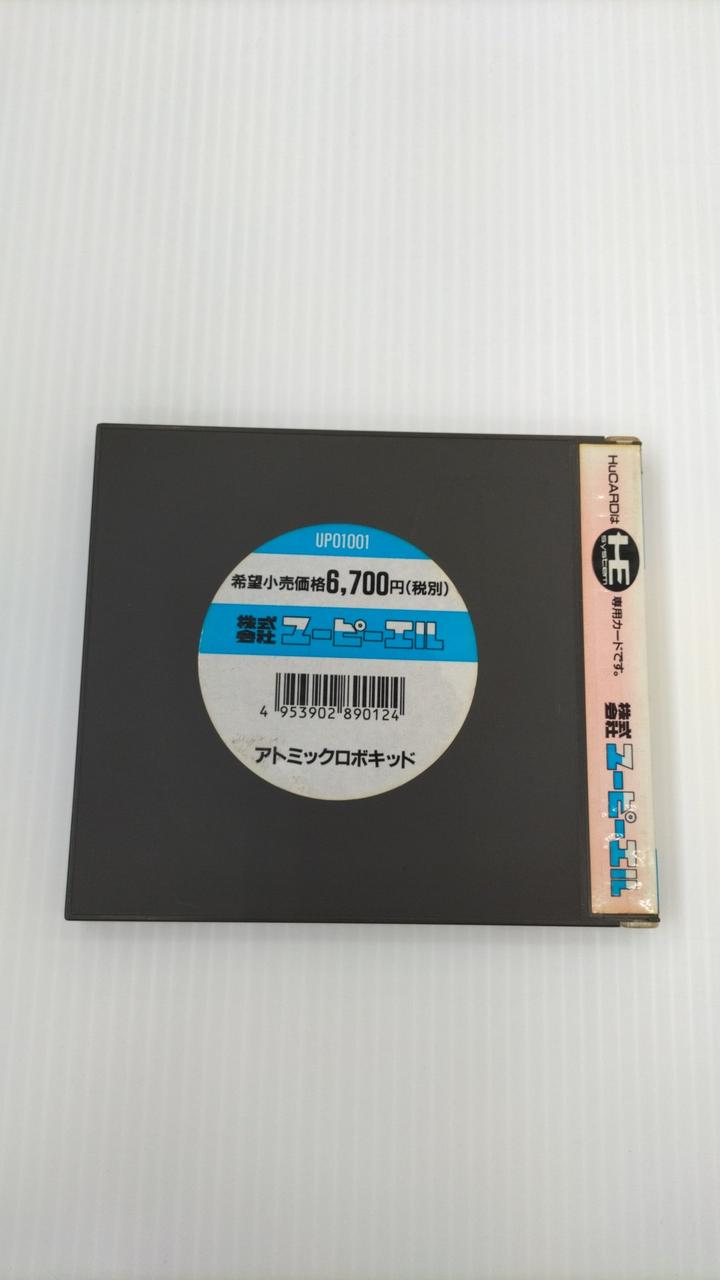 UPO1001
希望小売価格6,700円(税別)
株式会社 ユーピーエル
4 953902 890124
アトミックロボキッド
HuCARDは HE system 専用カードです。
株式会社 ユーピーエル